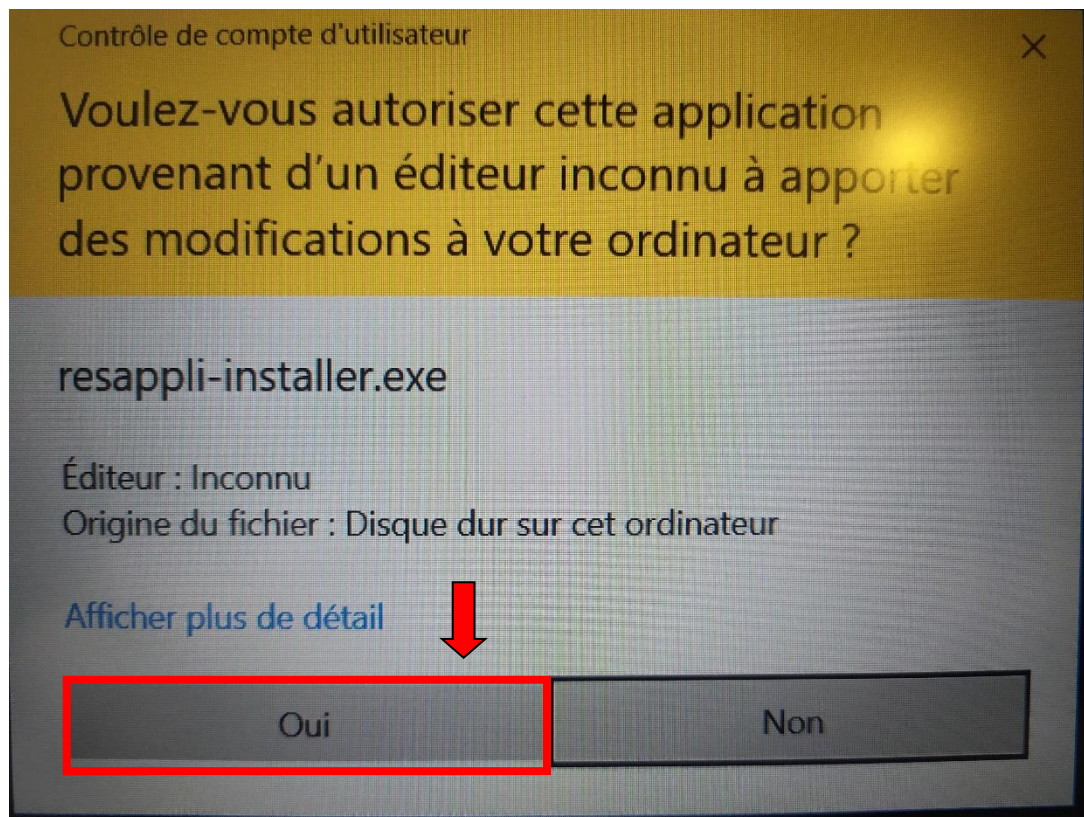 Contrôle de compte d'utilisateur
Voulez-vous autoriser cette application
provenant d'un éditeur inconnu à apporter
des modifications à votre ordinateur ?
resappli-installer.exe
Éditeur : Inconnu
Origine du fichier : Disque dur sur cet ordinateur
Afficher plus de détail
Oui
Non